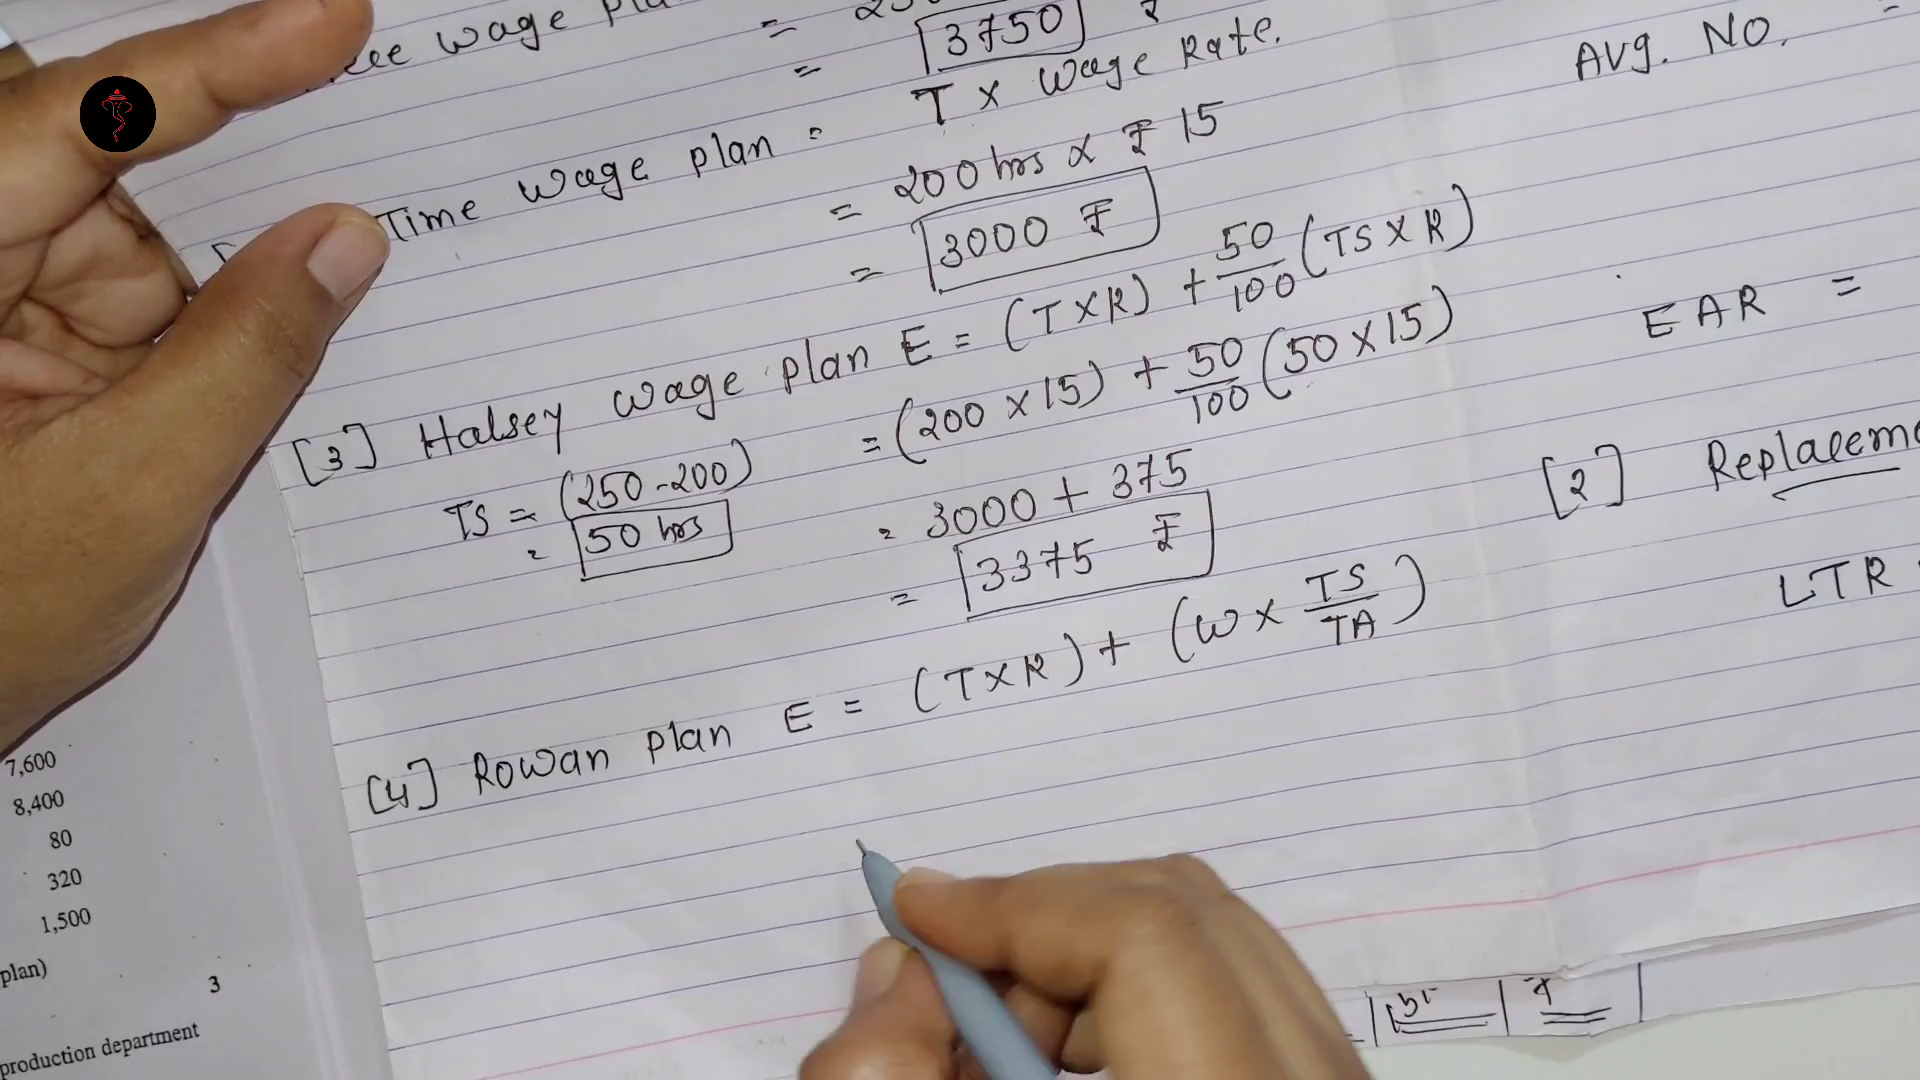 wage
=
3750
=
T × Wage Rate.
Time wage plan =
= 200 hrs × ₹ 15
= 3000 ₹
[3] Halsey wage plan E = (T×R) + 50/100 (TS × R)
= (200 × 15) + 50/100 (50 × 15)
TS = (250-200)
= 50 hrs
= 3000 + 375
= 3375 ₹
[4] Rowan plan E = (T×R) + (W × TS/TA)
AVG. NO.
EAR =
[2]
LTR
7,600
8,400
80
320
1,500
plan)
3
production department